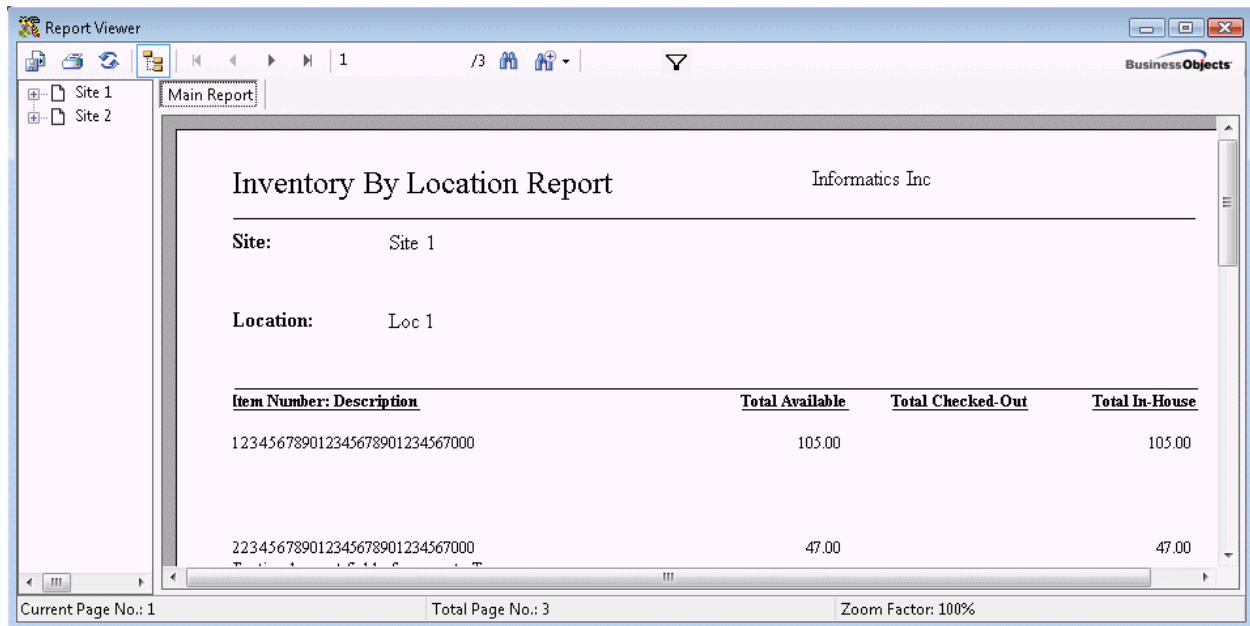 Report Viewer
1 /3
BusinessObjects
Site 1
Site 2
Main Report
Inventory By Location Report Informatics Inc
Site: Site 1
Location: Loc 1
Item Number: Description Total Available Total Checked-Out Total In-House
123456789012345678901234567000 105.00 105.00
223456789012345678901234567000 47.00 47.00
Current Page No.: 1 Total Page No.: 3 Zoom Factor: 100%